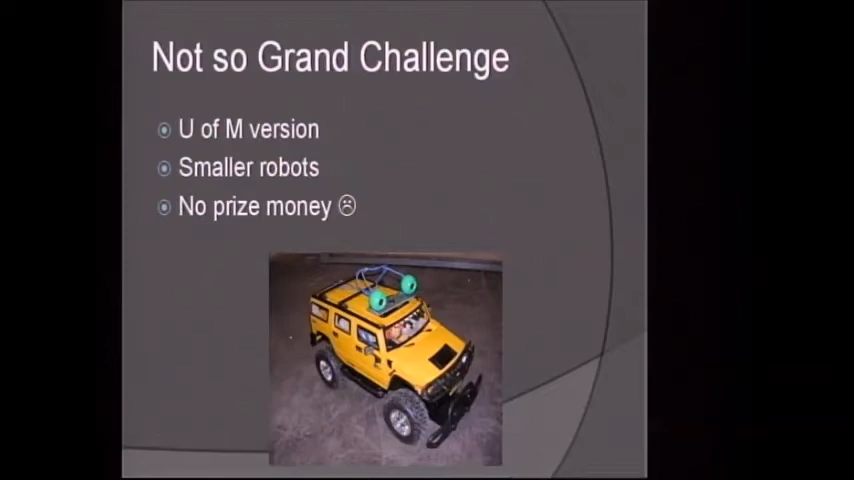 Not so Grand Challenge
U of M version
Smaller robots
No prize money ☹